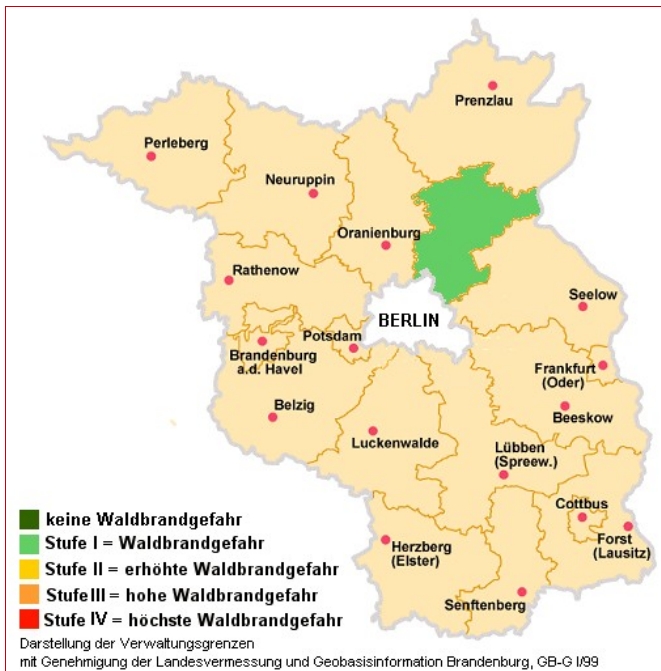 Prenzlau
Perleberg
Neuruppin
Oranienburg
Rathenow
Seelow
BERLIN
Potsdam
Brandenburg
a.d. Havel
Frankfurt
(Oder)
Belzig
Beeskow
Luckenwalde
Lübben
(Spreew.)
Cottbus
Forst
(Lausitz)
Herzberg
(Elster)
Senftenberg
keine Waldbrandgefahr
Stufe I = Waldbrandgefahr
Stufe II = erhöhte Waldbrandgefahr
Stufe III = hohe Waldbrandgefahr
Stufe IV = höchste Waldbrandgefahr
Darstellung der Verwaltungsgrenzen
mit Genehmigung der Landesvermessung und Geobasisinformation Brandenburg, GB-G I/99